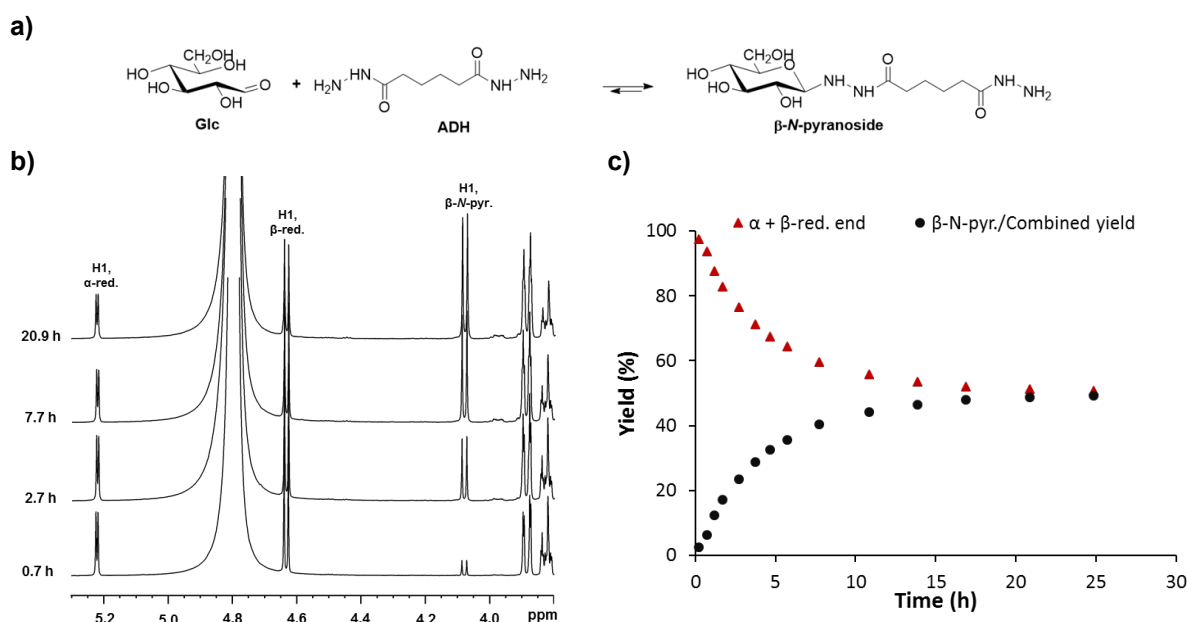 a)
CH2OH
HO
OH
HO
OH
O
Glc
+
H2N
NH
O
O
NH
NH2
ADH
CH2OH
O
HO
HO
OH
NH
NH
O
O
NH
NH2
β-N-pyranoside
b)
H1,
α-red.
H1,
β-red.
H1,
β-N-pyr.
20.9 h
7.7 h
2.7 h
0.7 h
5.2 5.0 4.8 4.6 4.4 4.2 4.0 ppm
c)
α + β-red. end β-N-pyr./Combined yield
100
80
60
40
20
0
Yield (%)
0 5 10 15 20 25 30
Time (h)